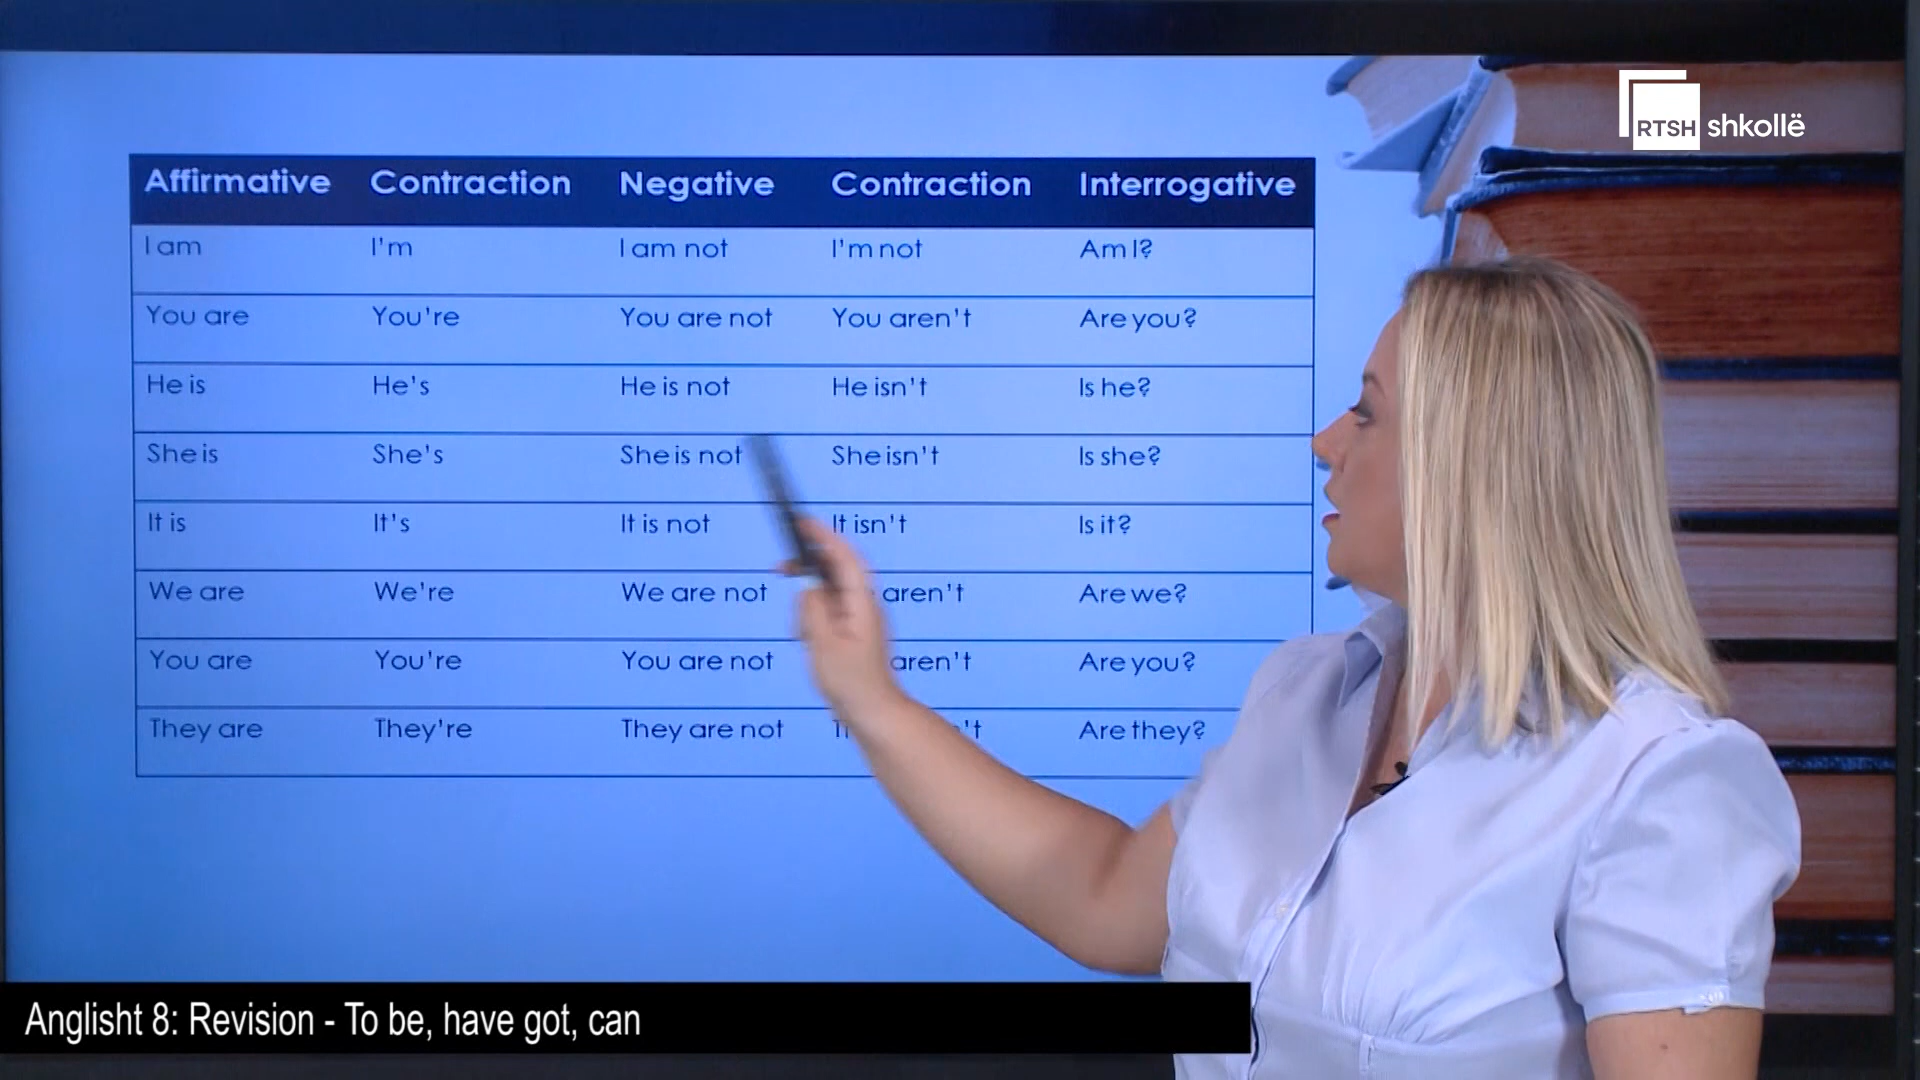 RTSH shkollë
Affirmative Contraction Negative Contraction Interrogative
I am I'm I am not I'm not Am I?
You are You're You are not You aren't Are you?
He is He's He is not He isn't Is he?
She is She's She is not She isn't Is she?
It is It's It is not It isn't Is it?
We are We're We are not aren't Are we?
You are You're You are not aren't Are you?
They are They're They are not Are they?
Anglisht 8: Revision - To be, have got, can